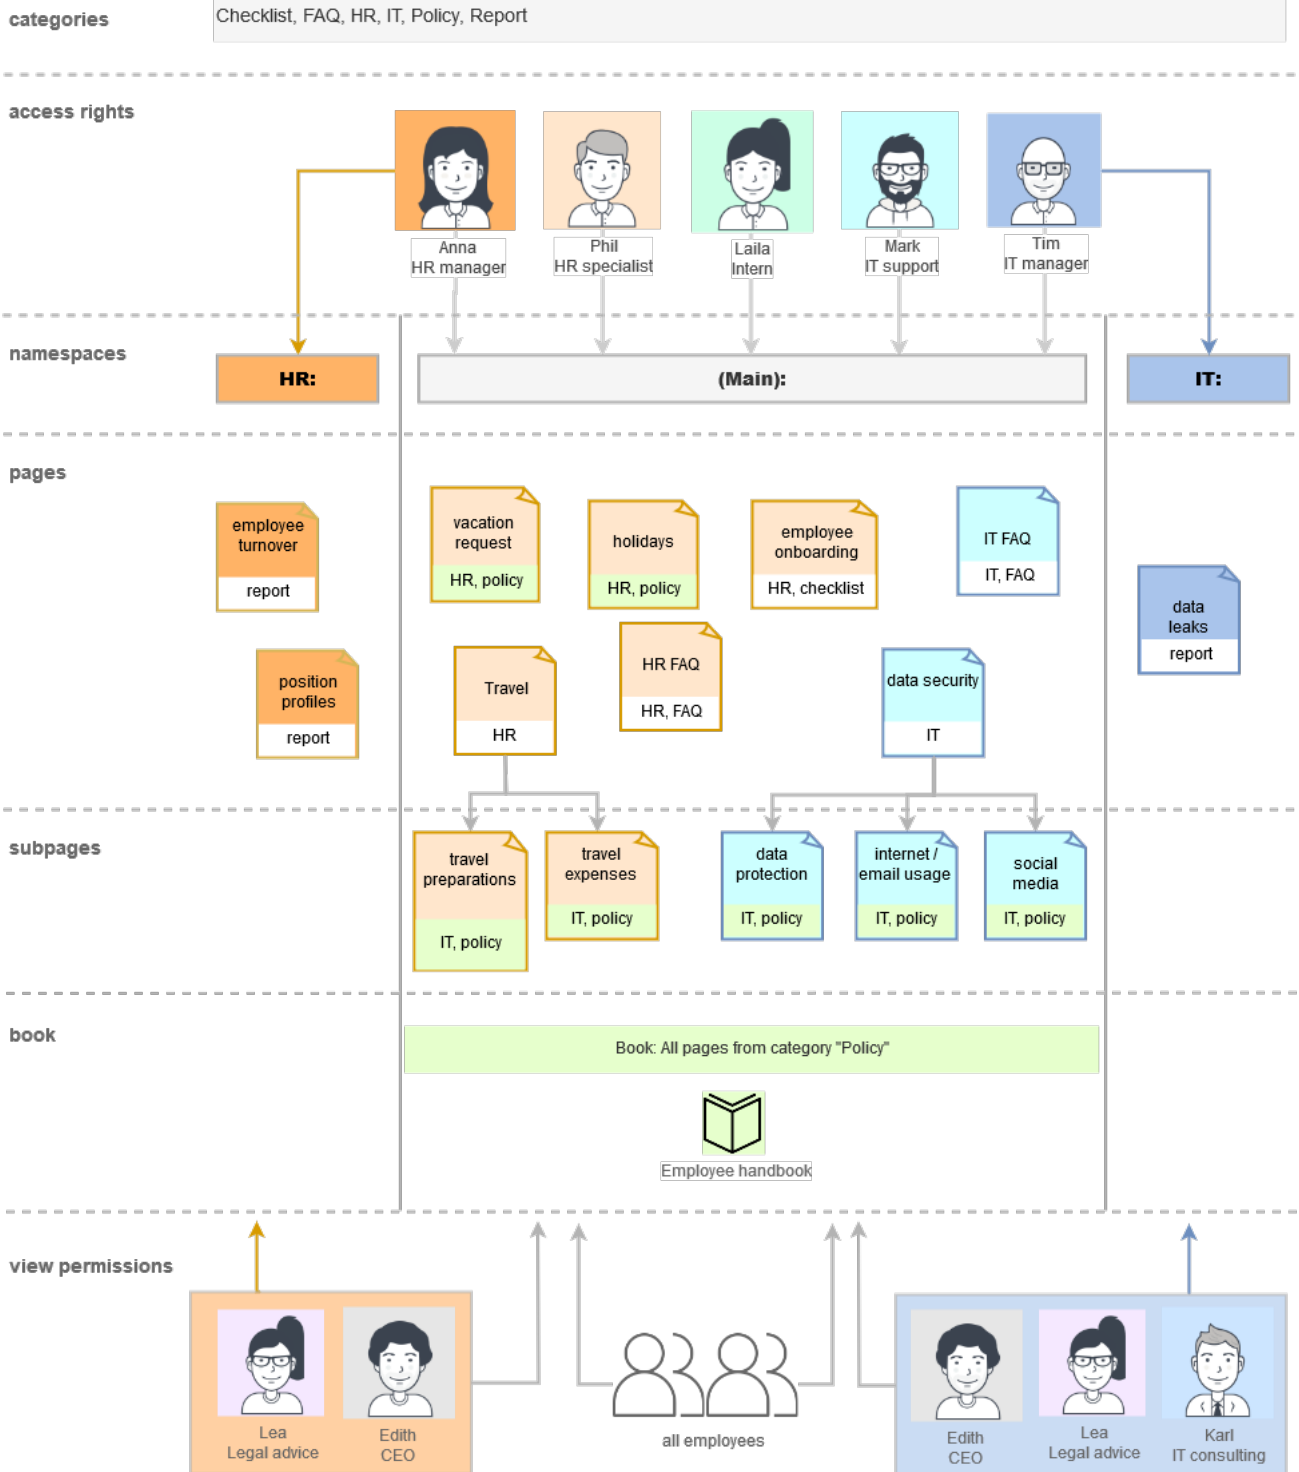 categories
Checklist, FAQ, HR, IT, Policy, Report
access rights
Anna
HR manager
Phil
HR specialist
Laila
Intern
Mark
IT support
Tim
IT manager
namespaces
HR:
(Main):
IT:
pages
employee
turnover
report
vacation
request
HR, policy
holidays
HR, policy
employee
onboarding
HR, checklist
IT FAQ
IT, FAQ
data
leaks
report
position
profiles
report
Travel
HR
HR FAQ
HR, FAQ
data security
IT
subpages
travel
preparations
IT, policy
travel
expenses
IT, policy
data
protection
IT, policy
internet /
email usage
IT, policy
social
media
IT, policy
book
Book: All pages from category "Policy"
Employee handbook
view permissions
Lea
Legal advice
Edith
CEO
all employees
Edith
CEO
Lea
Legal advice
Karl
IT consulting